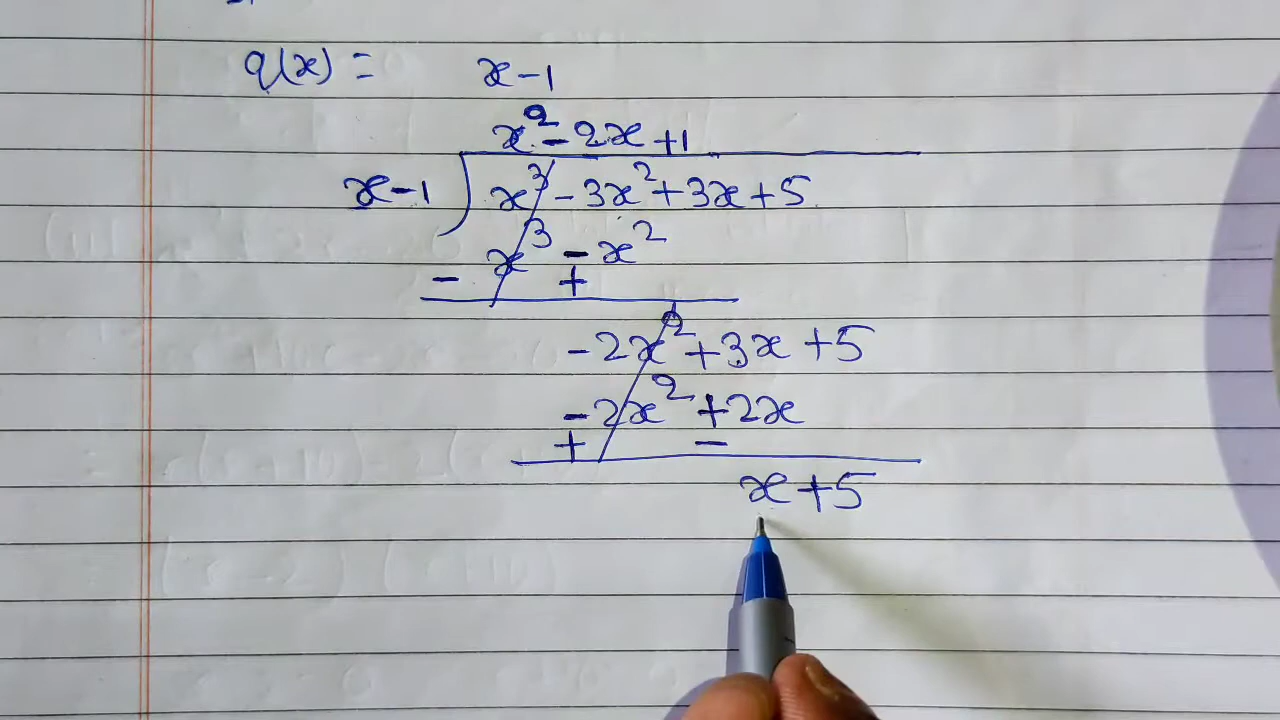 q(x) = x-1
x² - 2x + 1
x-1 ) x³ - 3x² + 3x + 5
x³ - x²
- +
-2x² + 3x + 5
-2x² + 2x
+ -
x + 5